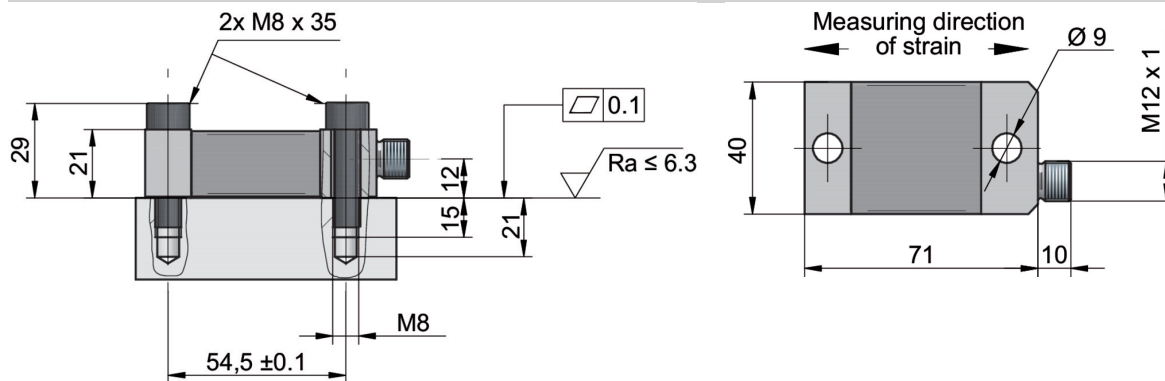 2x M8 x 35
29
21
0.1
Ra ≤ 6.3
12
15
21
M8
54,5 ±0.1
Measuring direction
of strain
Ø 9
M12 x 1
40
71
10